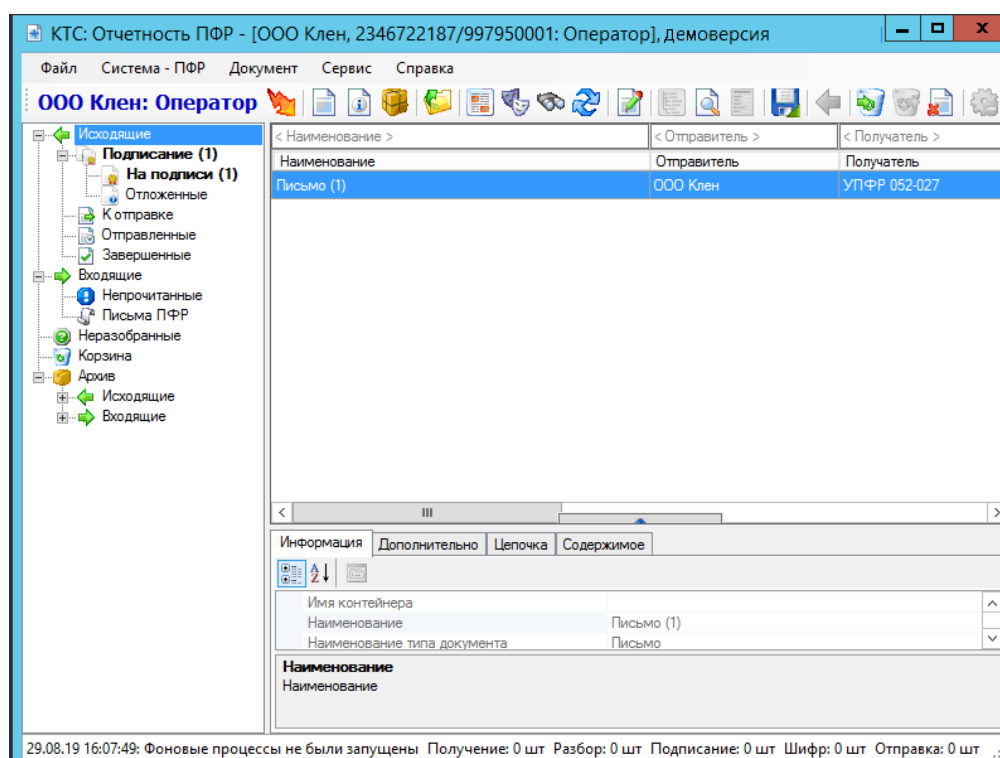 КТС: Отчетность ПФР - [ООО Клен, 2346722187/997950001: Оператор], демоверсия
Файл Система - ПФР Документ Сервис Справка
ООО Клен: Оператор
Исходящие
Подписание (1)
На подписи (1)
Отложенные
К отправке
Отправленные
Завершенные
Входящие
Непрочитанные
Письма ПФР
Неразобранные
Корзина
Архив
Исходящие
Входящие
< Наименование > < Отправитель > < Получатель >
Наименование Отправитель Получатель
Письмо (1) ООО Клен УПФР 052-027
Информация Дополнительно Цепочка Содержимое
Имя контейнера
Наименование Письмо (1)
Наименование типа документа Письмо
Наименование
Наименование
29.08.19 16:07:49: Фоновые процессы не были запущены Получение: 0 шт Разбор: 0 шт Подписание: 0 шт Шифр: 0 шт Отправка: 0 шт